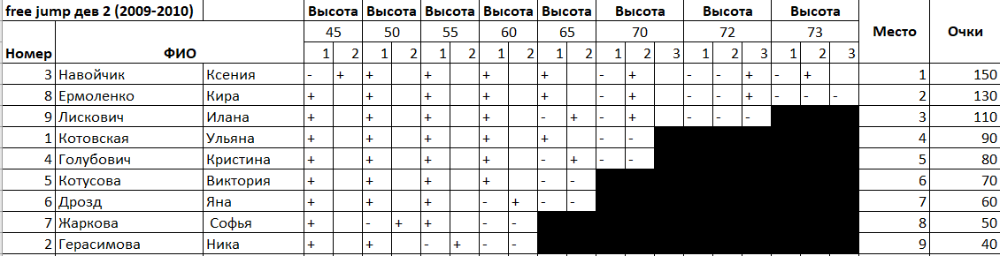 free jump дев 2 (2009-2010) Высота Высота Высота Высота Высота Высота Высота Высота Место Очки
45 50 55 60 65 70 72 73
Номер ФИО 1 2 1 2 1 2 1 2 1 2 1 2 3 1 2 3 1 2 3
3 Навойчик Ксения - + + + + + - + - - + - + 1 150
8 Ермоленко Кира + + + + + - + - - + - - - 2 130
9 Лискович Илана + + + + - + - + - - - 3 110
1 Котовская Ульяна + + + + + - - 4 90
4 Голубович Кристина + + + + - + - - 5 80
5 Котусова Виктория + + + + - - 6 70
6 Дрозд Яна + + + - + - - 7 60
7 Жаркова Софья + - + + - - 8 50
2 Герасимова Ника + + - + - - 9 40